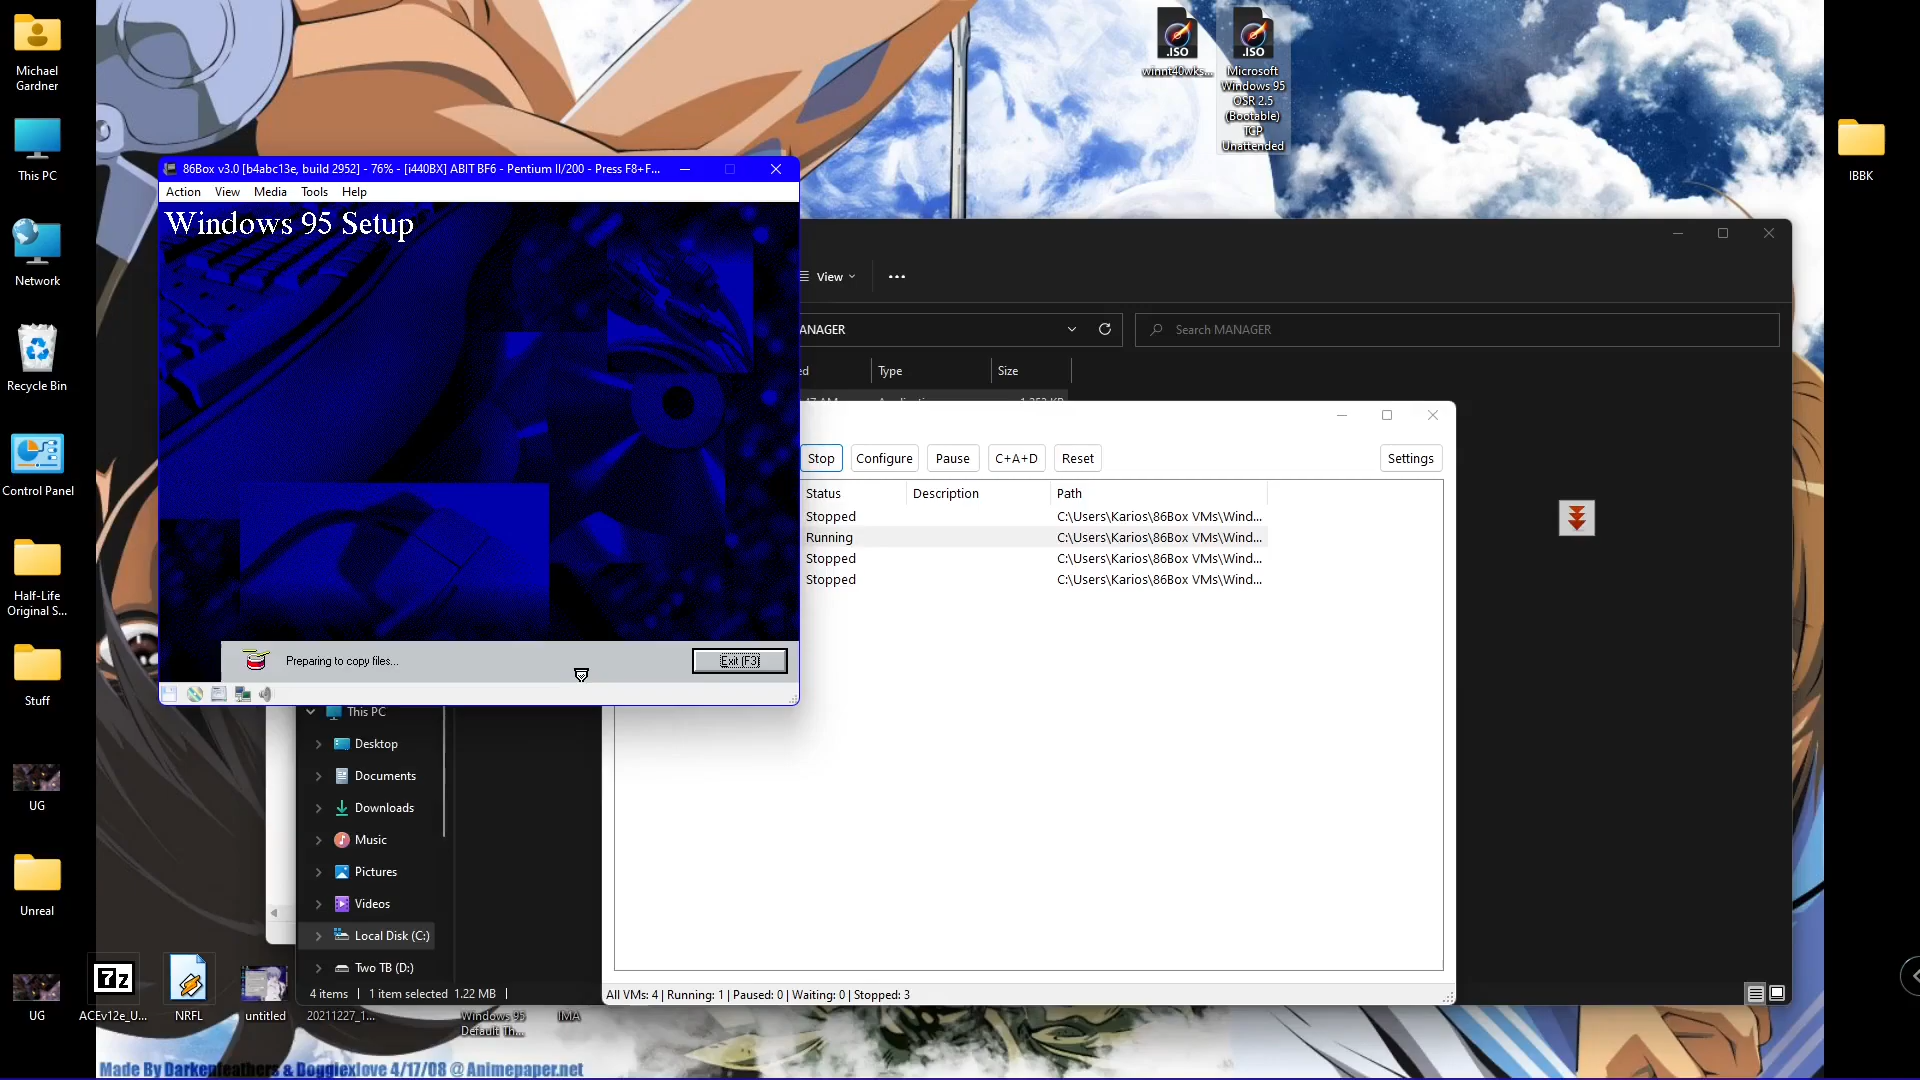 Michael
Gardner
This PC
Network
Recycle Bin
Control Panel
Half-Life
Original S...
Stuff
UG
Unreal
UG
ACEv12e_U...
NRFL
untitled
20211227_1...
Windows 95
Default Th...
IMA
.ISO
winnt40wks...
.ISO
Microsoft
Windows 95
OSR 2.5
(Bootable)
TCP
Unattended
IBBK
86Box v3.0 [b4abc13e, build 2952] - 76% - [i440BX] ABIT BF6 - Pentium II/200 - Press F8+F...
Action View Media Tools Help
Windows 95 Setup
Preparing to copy files...
Exit (F3)
View
ANAGER
Search MANAGER
Type
Size
Stop
Configure
Pause
C+A+D
Reset
Settings
Status Description Path
Stopped C:\Users\Karios\86Box VMs\Wind...
Running C:\Users\Karios\86Box VMs\Wind...
Stopped C:\Users\Karios\86Box VMs\Wind...
Stopped C:\Users\Karios\86Box VMs\Wind...
All VMs: 4 | Running: 1 | Paused: 0 | Waiting: 0 | Stopped: 3
This PC
Desktop
Documents
Downloads
Music
Pictures
Videos
Local Disk (C:)
Two TB (D:)
4 items | 1 item selected 1.22 MB |
7z
Made By Darkenfeathers & Doggiexlove 4/17/08 @ Animepaper.net